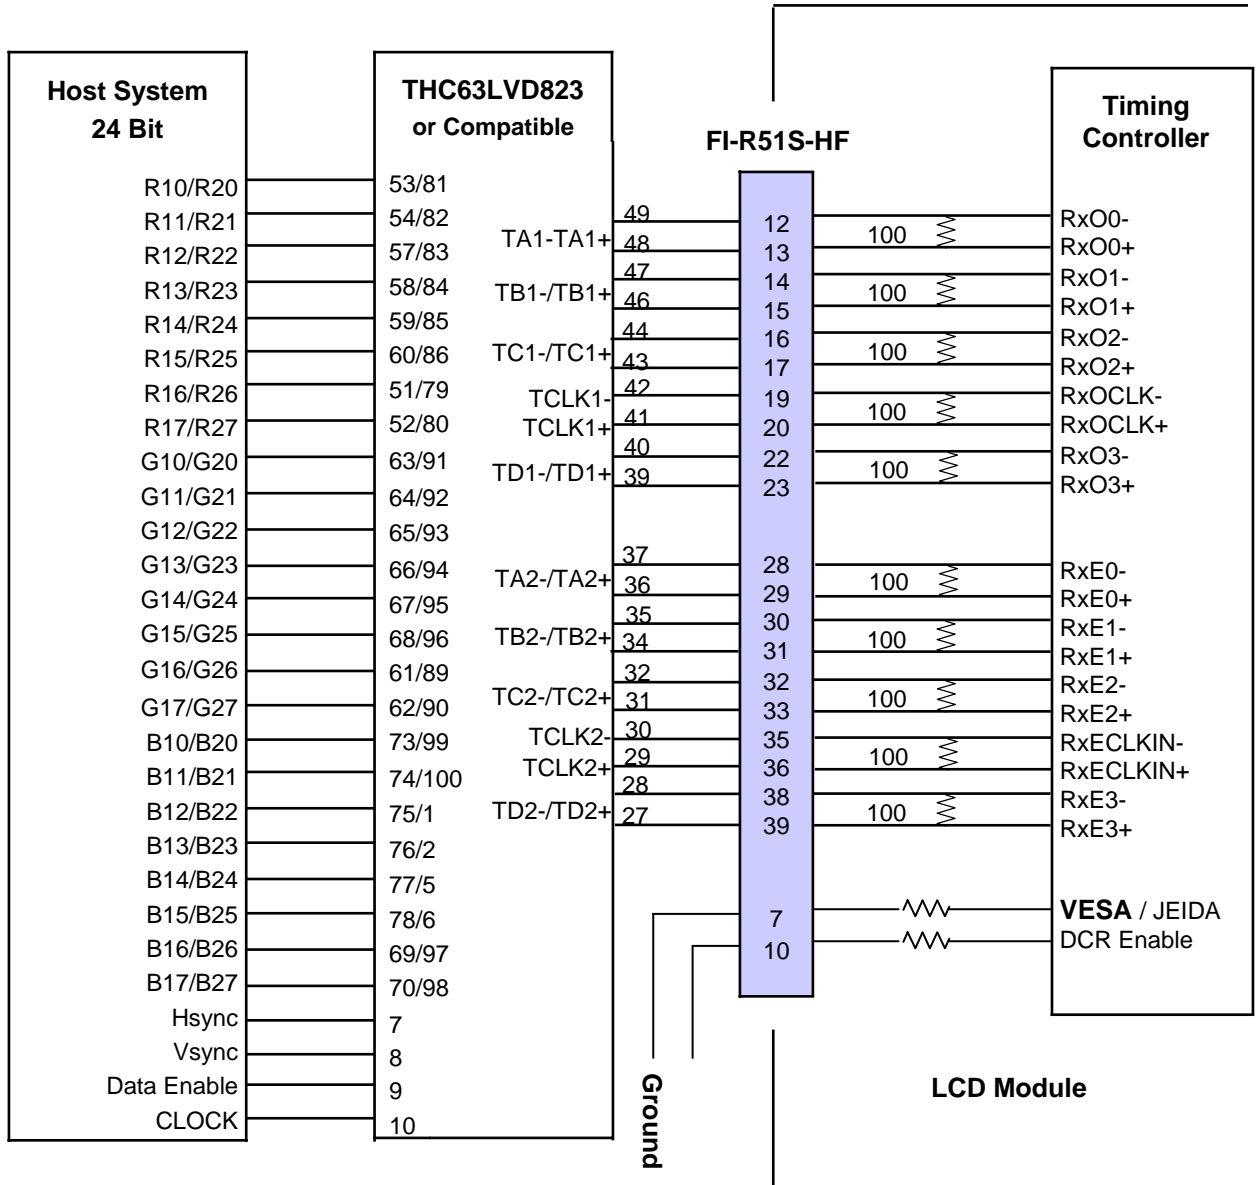 Host System
24 Bit
R10/R20
R11/R21
R12/R22
R13/R23
R14/R24
R15/R25
R16/R26
R17/R27
G10/G20
G11/G21
G12/G22
G13/G23
G14/G24
G15/G25
G16/G26
G17/G27
B10/B20
B11/B21
B12/B22
B13/B23
B14/B24
B15/B25
B16/B26
B17/B27
Hsync
Vsync
Data Enable
CLOCK
THC63LVD823
or Compatible
53/81
54/82
57/83
58/84
59/85
60/86
51/79
52/80
63/91
64/92
65/93
66/94
67/95
68/96
61/89
62/90
73/99
74/100
75/1
76/2
77/5
78/6
69/97
70/98
7
8
9
10
TA1-TA1+
TB1-/TB1+
TC1-/TC1+
TCLK1-
TCLK1+
TD1-/TD1+
TA2-/TA2+
TB2-/TB2+
TC2-/TC2+
TCLK2-
TCLK2+
TD2-/TD2+
49
48
47
46
44
43
42
41
40
39
37
36
35
34
32
31
30
29
28
27
FI-R51S-HF
12
13
14
15
16
17
19
20
22
23
28
29
30
31
32
33
35
36
38
39
7
10
Ground
100
100
100
100
100
100
100
100
100
100
Timing
Controller
RxO0-
RxO0+
RxO1-
RxO1+
RxO2-
RxO2+
RxOCLK-
RxOCLK+
RxO3-
RxO3+
RxE0-
RxE0+
RxE1-
RxE1+
RxE2-
RxE2+
RxECLKIN-
RxECLKIN+
RxE3-
RxE3+
VESA / JEIDA
DCR Enable
LCD Module